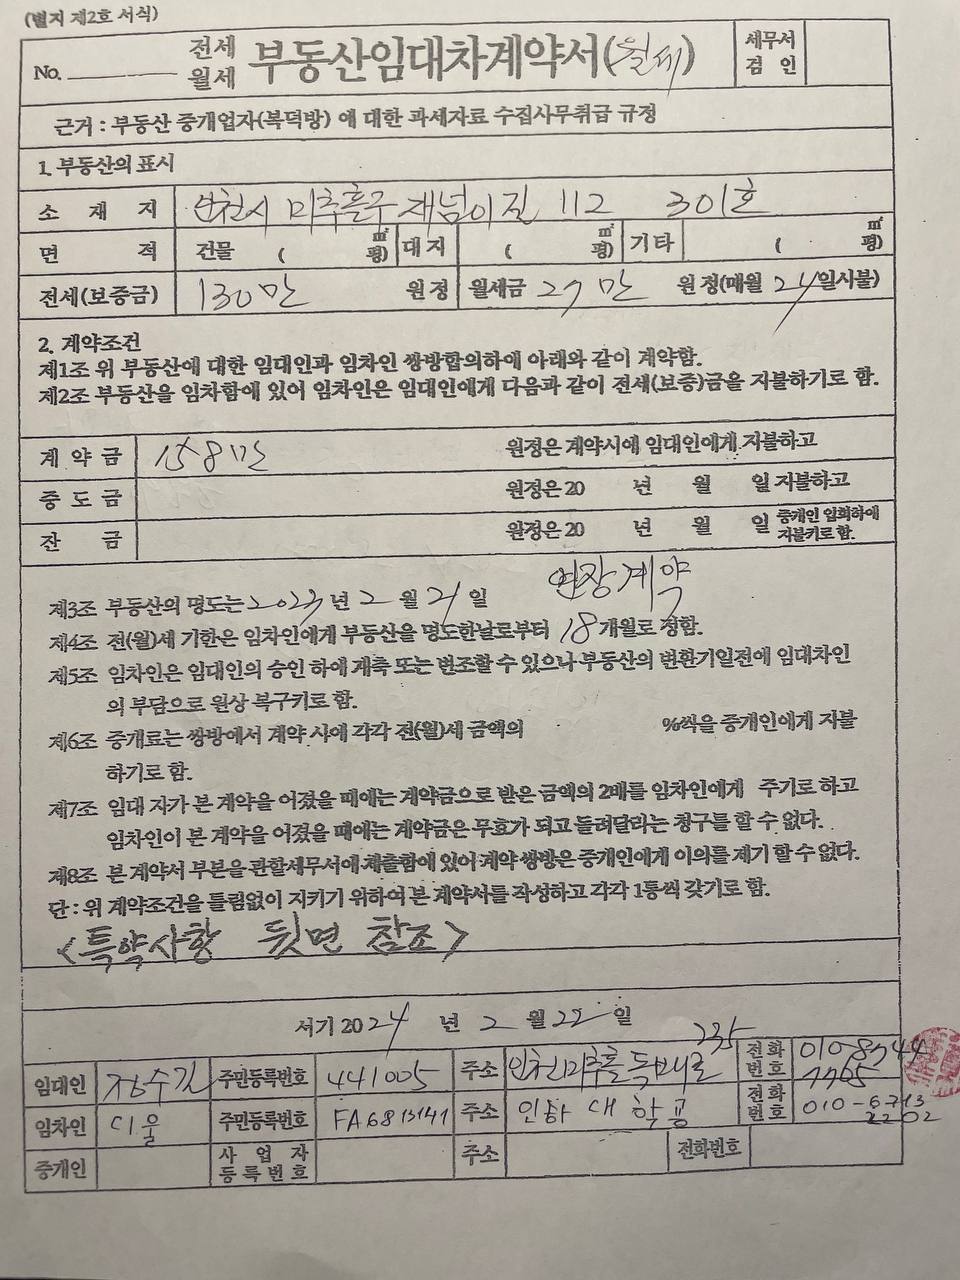 (별지 제2호 서식)
No. 전세 월세 부동산임대차계약서(월세) 세무서 검인
근거 : 부동산 중개업자(복덕방) 에 대한 과세자료 수집사무취급 규정
1. 부동산의 표시
소 재 지 인천시 미추홀구 재넘이길 112 301호
면 적 건물 ( ㎡ 평) 대지 ( ㎡ 평) 기타 ( ㎡ 평)
전세(보증금) 130만 원정 월세금 27만 원정(매월 24일시불)
2. 계약조건
제1조 위 부동산에 대한 임대인과 임차인 쌍방합의하에 아래와 같이 계약함.
제2조 부동산을 임차함에 있어 임차인은 임대인에게 다음과 같이 전세(보증)금을 지불하기로 함.
계 약 금 158만 원정은 계약시에 임대인에게 지불하고
중 도 금 원정은 20 년 월 일 지불하고
잔 금 원정은 20 년 월 일 중개인 입회하에 지불키로 함.
연장계약
제3조 부동산의 명도는 2023년 2 월 21 일
제4조 전(월)세 기한은 임차인에게 부동산을 명도한날로부터 18개월로 정함.
제5조 임차인은 임대인의 승인 하에 개축 또는 변조할 수 있으나 부동산의 변환기일전에 임대차인
의 부담으로 원상 복구키로 함.
제6조 중개료는 쌍방에서 계약 시에 각각 전(월)세 금액의 %씩을 중개인에게 지불
하기로 함.
제7조 임대 자가 본 계약을 어겼을 때에는 계약금으로 받은 금액의 2배를 임차인에게 주기로 하고
임차인이 본 계약을 어겼을 때에는 계약금은 무효가 되고 돌려달라는 청구를 할 수 없다.
제8조 본 계약서 부본을 관할세무서에 제출함에 있어 계약 쌍방은 중개인에게 이의를 제기 할 수 없다.
단 : 위 계약조건을 틀림없이 지키기 위하여 본 계약서를 작성하고 각각 1통씩 갖기로 함.
<특약사항 뒷면 참조>
서기 2024 년 2 월 22 일
임대인 주민등록번호 441005 주소 인천미추홀독배로 235 전화번호 010-8744
임차인 디울 주민등록번호 FA6813141 주소 인하대학공 전화번호 010-6713 2202
중개인 사업자등록번호 주소 전화번호